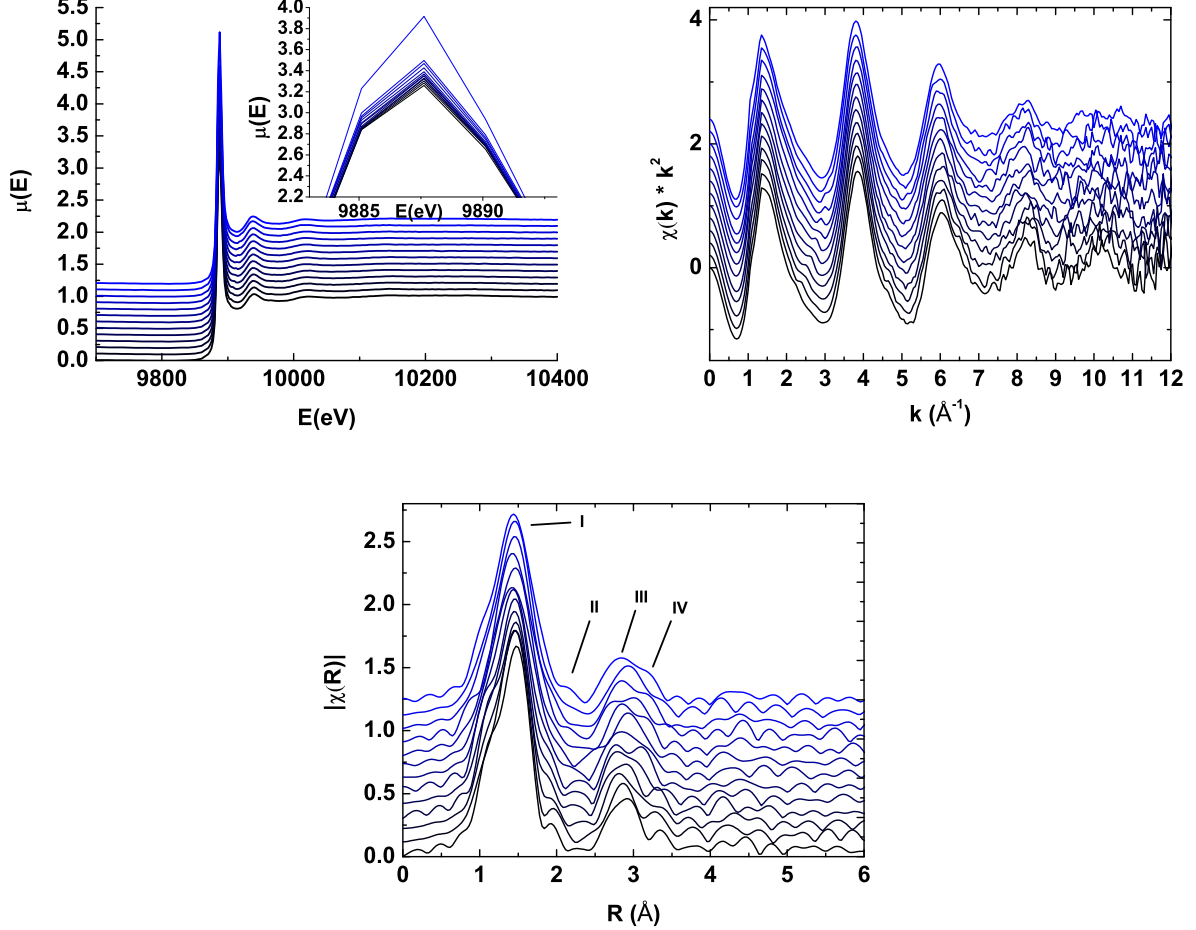 5.5
5.0
4.5
4.0
3.5
3.0
2.5
2.0
1.5
1.0
0.5
0.0
μ(E)
9800 10000 10200 10400
E(eV)
4.0
3.8
3.6
3.4
3.2
3.0
2.8
2.6
2.4
2.2
μ(E)
9885 E(eV) 9890
4
2
0
χ(k) * k²
0 1 2 3 4 5 6 7 8 9 10 11 12
k (Å⁻¹)
2.5
2.0
1.5
1.0
0.5
0.0
|χ(R)|
I
II
III
IV
0 1 2 3 4 5 6
R (Å)